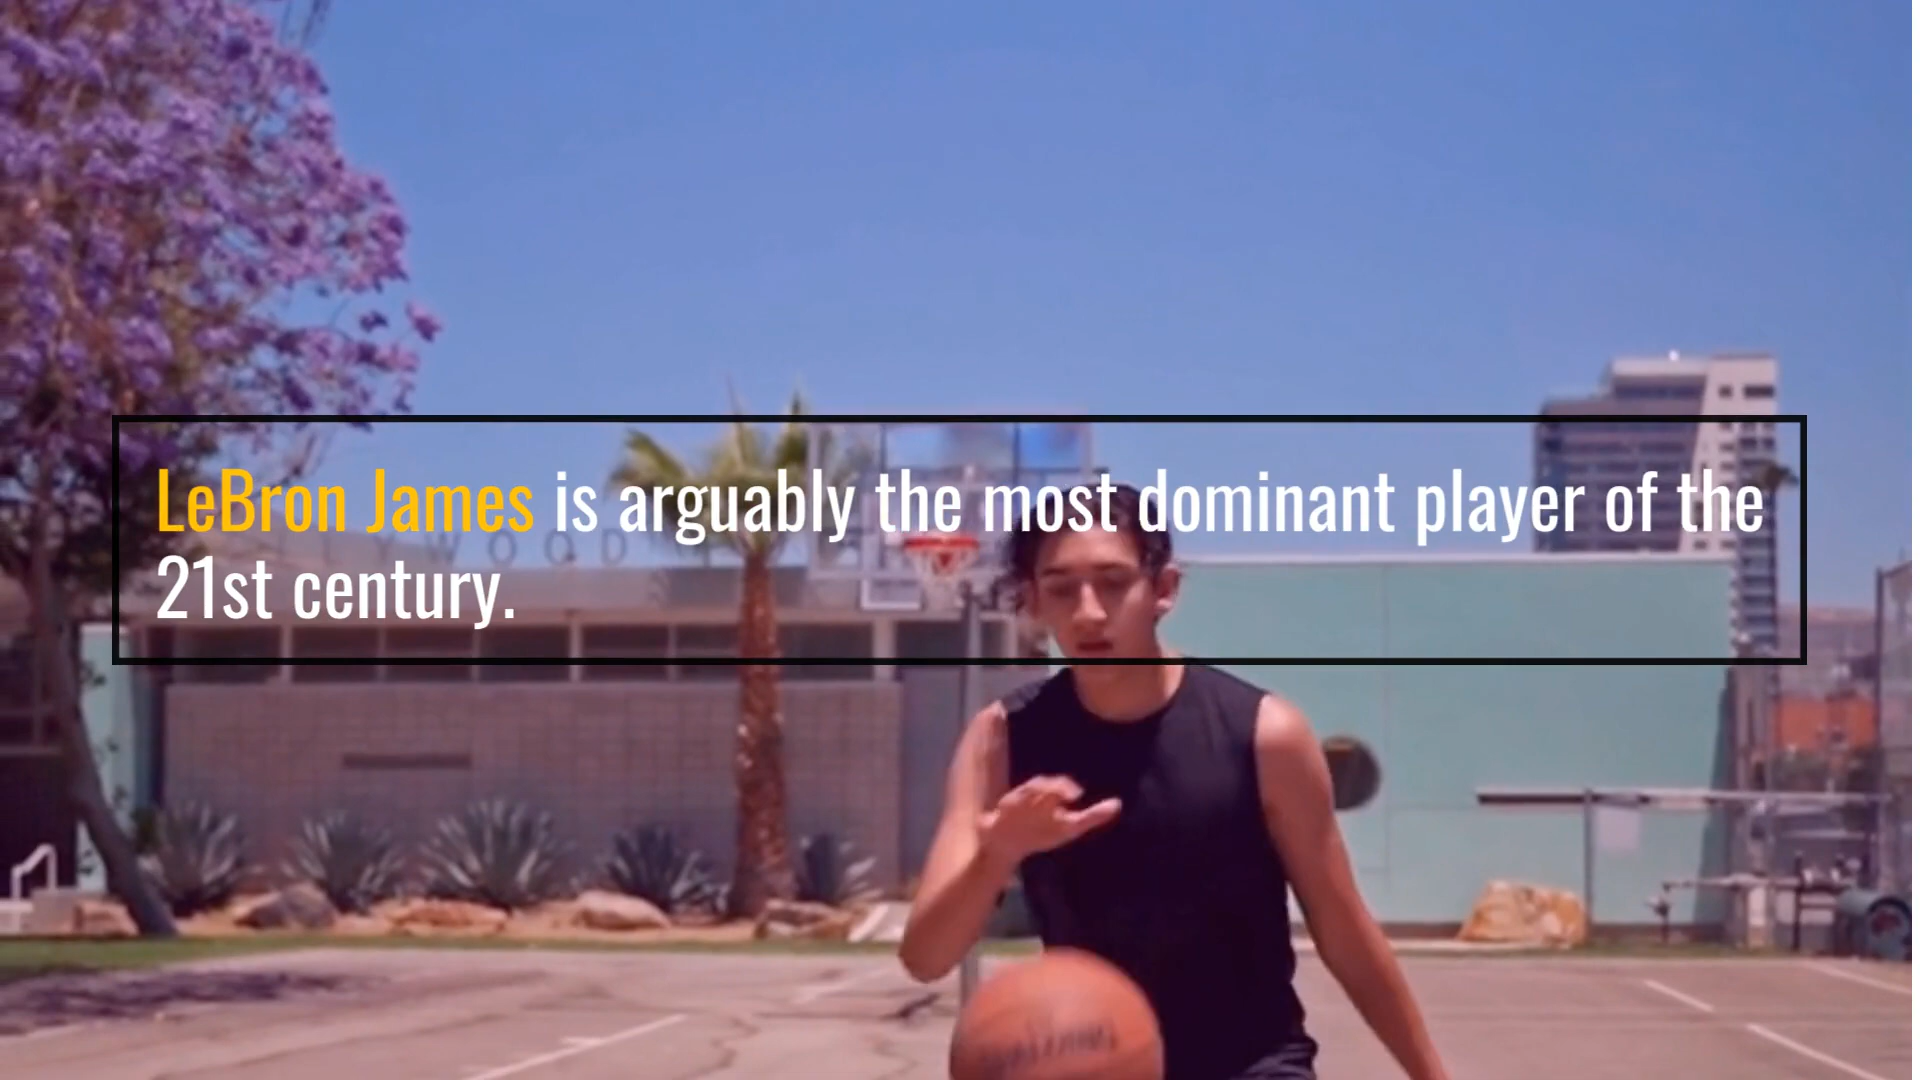 LeBron James is arguably the most dominant player of the
21st century.